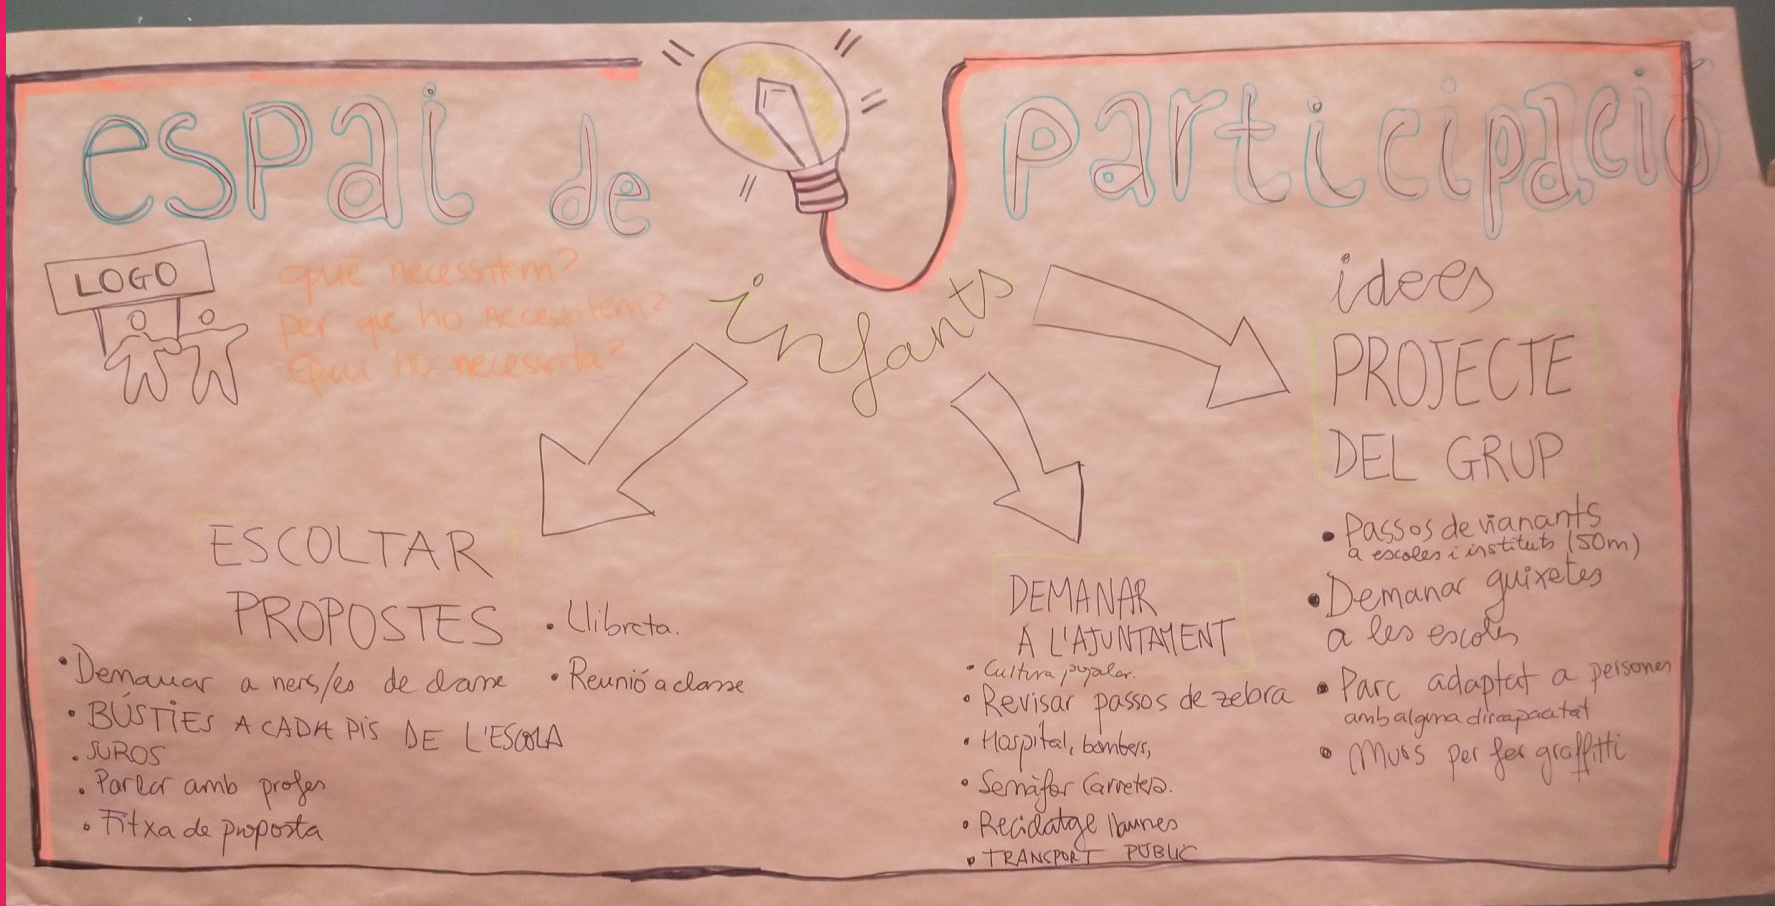 espai de participació
LOGO
què necessitem?
per què ho necessitem?
Qui ho necessita?
infants
ESCOLTAR
PROPOSTES
• Demanar a nens/es de classe
• BÚSTIES A CADA PIS DE L'ESCOLA
• SUROS
• Parlar amb profes
• Fitxa de proposta
• Llibreta.
• Reunió a classe
DEMANAR
A L'AJUNTAMENT
• Cultura popular.
• Revisar passos de zebra
• Hospital, bombers,
• Semàfor Carretera.
• Reciclatge llaunes
• TRANSPORT PÚBLIC
idees
PROJECTE
DEL GRUP
• Passos de vianants
a escoles i instituts (50m)
• Demanar guixetes
a les escoles
• Parc adaptat a persones
amb alguna discapacitat
• Murs per fer graffitti